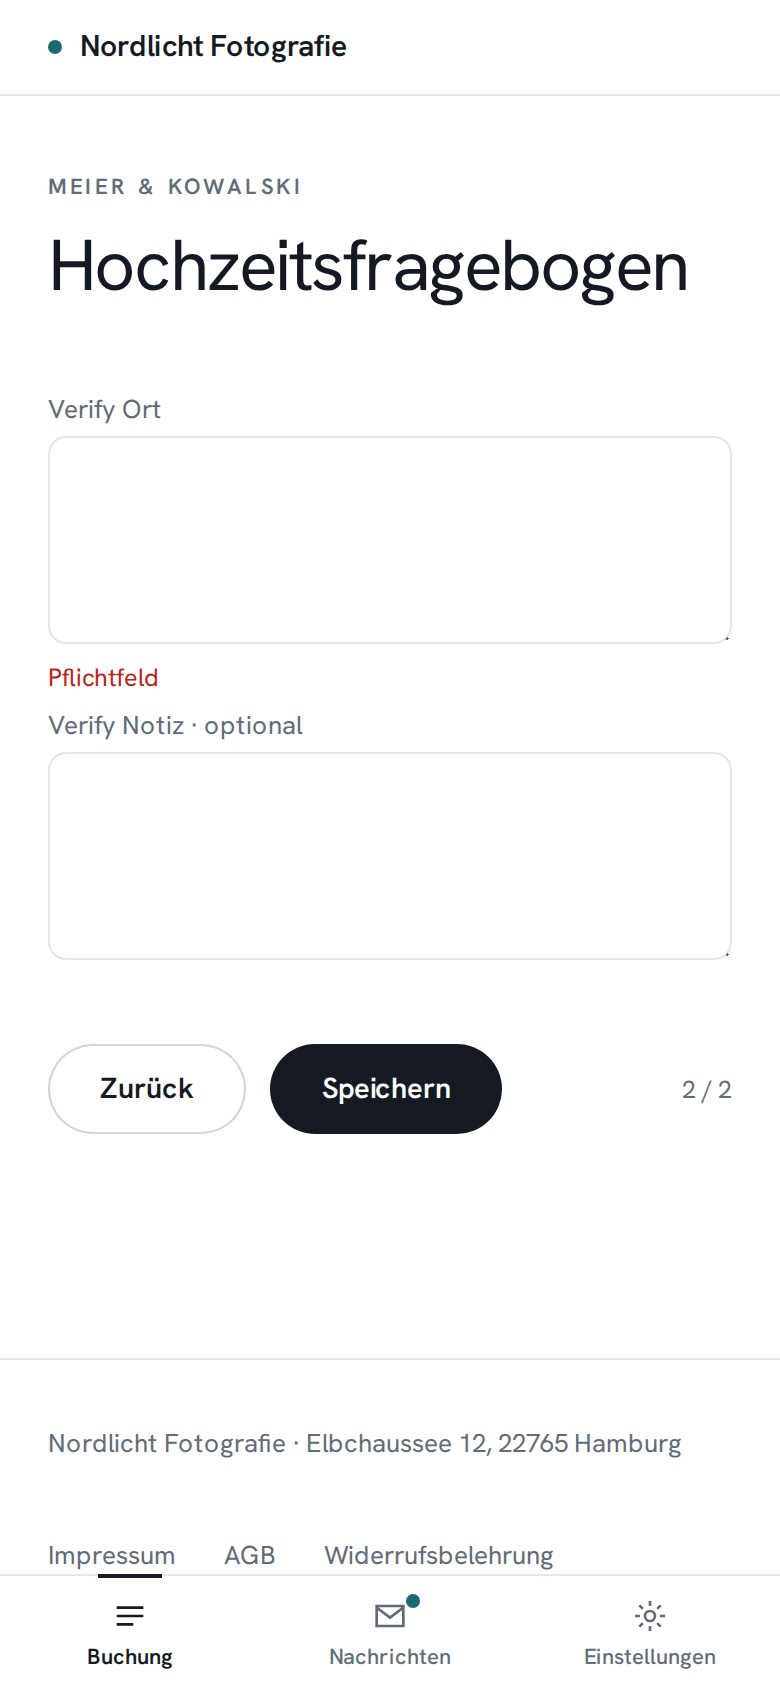 Nordlicht Fotografie
MEIER & KOWALSKI
Hochzeitsfragebogen
Verify Ort
Pflichtfeld
Verify Notiz · optional
Zurück
Speichern
2 / 2
Nordlicht Fotografie · Elbchaussee 12, 22765 Hamburg
Impressum AGB Widerrufsbelehrung
Buchung Nachrichten Einstellungen